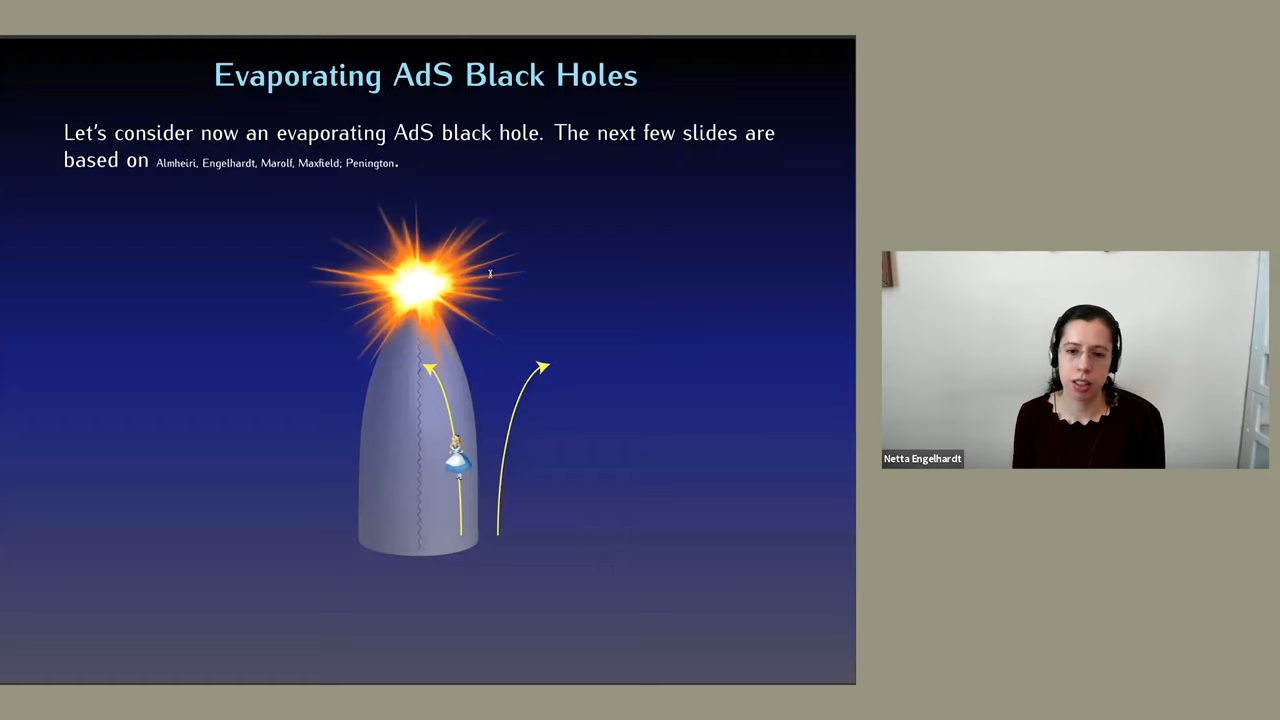 Evaporating AdS Black Holes
Let's consider now an evaporating AdS black hole. The next few slides are
based on Almheiri, Engelhardt, Marolf, Maxfield; Penington.
Netta Engelhardt